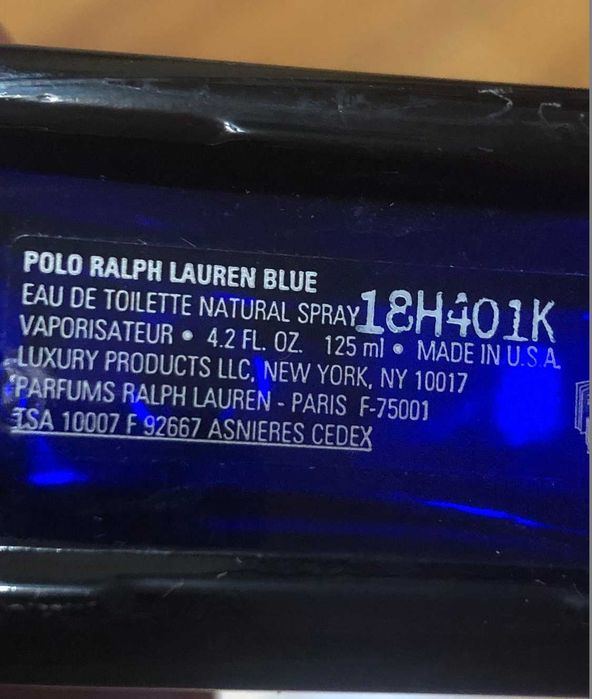 POLO RALPH LAUREN BLUE
EAU DE TOILETTE NATURAL SPRAY 18H401K
VAPORISATEUR • 4.2 FL. OZ. 125 ml • MADE IN U.S.A.
LUXURY PRODUCTS LLC, NEW YORK, NY 10017
PARFUMS RALPH LAUREN - PARIS F-75001
TSA 10007 F 92667 ASNIERES CEDEX